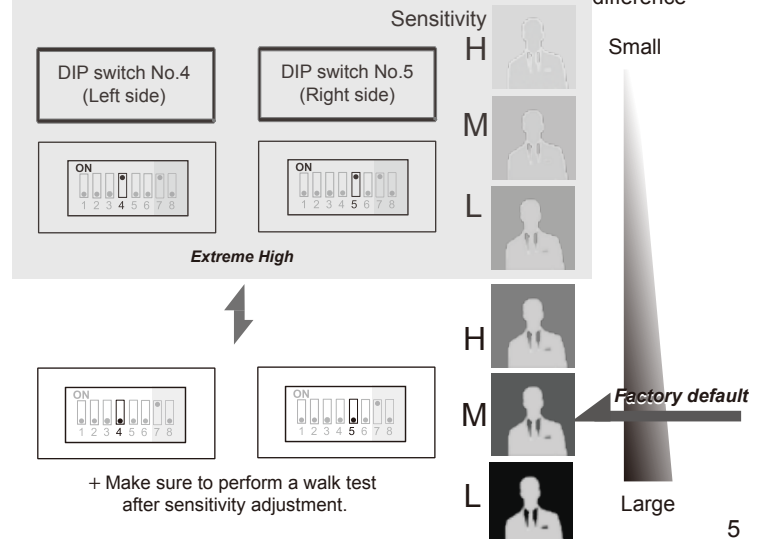 difference
Sensitivity
H
Small
DIP switch No.4
(Left side)
DIP switch No.5
(Right side)
M
ON
1 2 3 4 5 6 7 8
ON
1 2 3 4 5 6 7 8
L
Extreme High
H
ON
1 2 3 4 5 6 7 8
ON
1 2 3 4 5 6 7 8
M
Factory default
+ Make sure to perform a walk test
after sensitivity adjustment.
L
Large
5